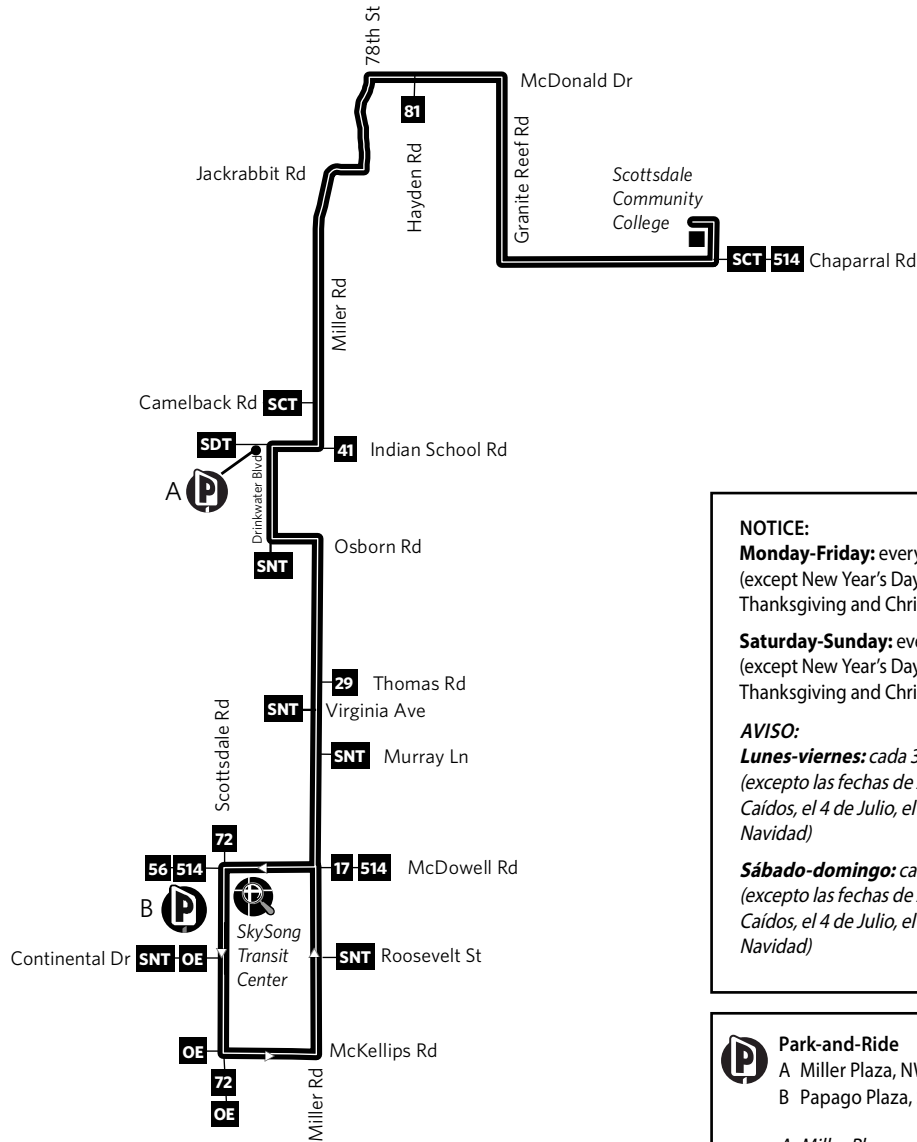 78th St
McDonald Dr
81
Jackrabbit Rd
Hayden Rd
Granite Reef Rd
Scottsdale
Community
College
SCT 514 Chaparral Rd
Miller Rd
Camelback Rd SCT
SDT
41 Indian School Rd
A P
Drinkwater Blvd
Osborn Rd
SNT
29 Thomas Rd
SNT Virginia Ave
SNT Murray Ln
Scottsdale Rd
72
56 514
17 514 McDowell Rd
B P
SkySong
Transit
Center
Continental Dr SNT OE
SNT Roosevelt St
OE
McKellips Rd
72
OE
Miller Rd
NOTICE:
Monday-Friday: every
(except New Year's Day
Thanksgiving and Chri
Saturday-Sunday: eve
(except New Year's Day
Thanksgiving and Chri
AVISO:
Lunes-viernes: cada 3
(excepto las fechas de
Caídos, el 4 de Julio, el
Navidad)
Sábado-domingo: ca
(excepto las fechas de
Caídos, el 4 de Julio, el
Navidad)
P Park-and-Ride
A Miller Plaza, NW
B Papago Plaza,